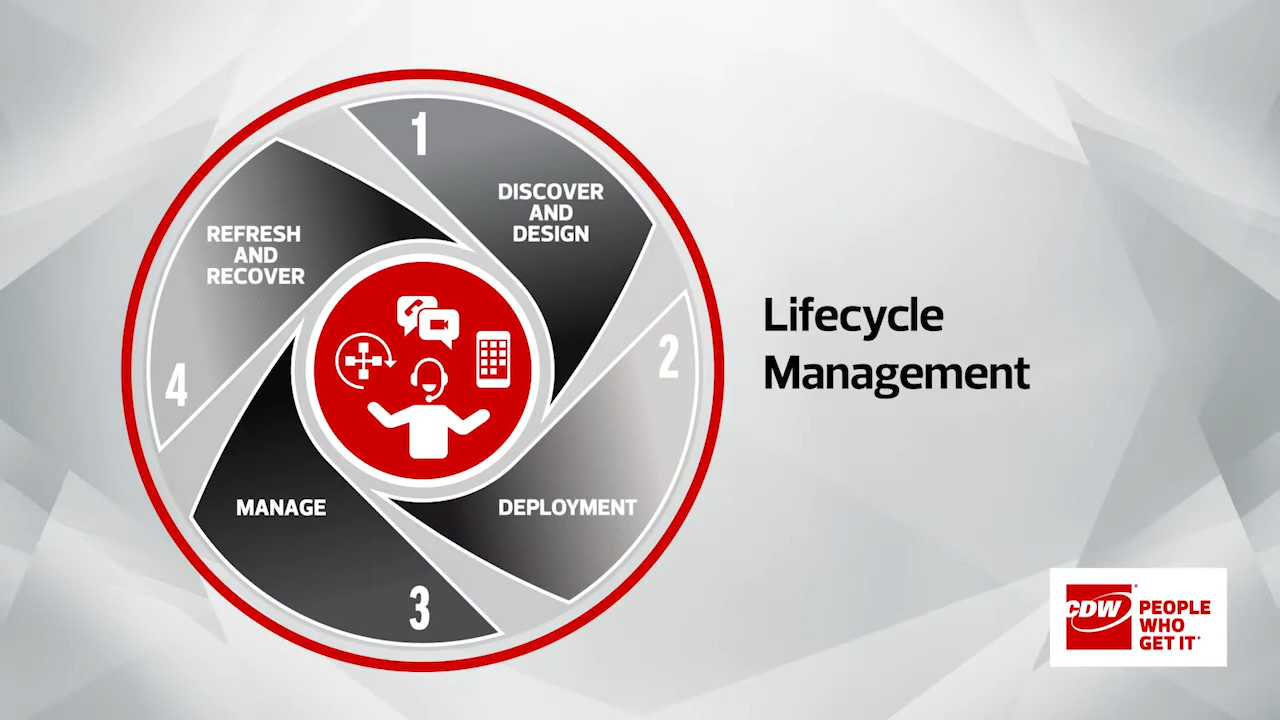 1
DISCOVER
AND
DESIGN
2
DEPLOYMENT
3
MANAGE
4
REFRESH
AND
RECOVER
Lifecycle
Management
CDW®
PEOPLE
WHO
GET IT®